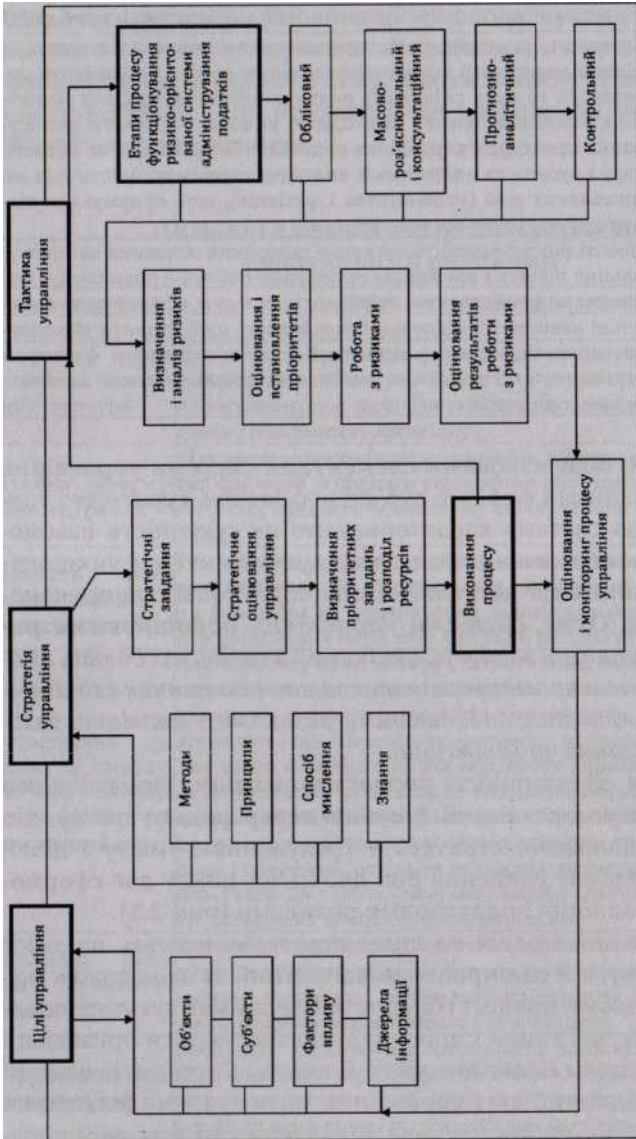 Цілі управління
Об'єкти
Суб'єкти
Фактори
впливу
Джерела
інформації
Стратегія
управління
Методи
Принципи
Спосіб
мислення
Знання
Стратегічні
завдання
Стратегічне
оцінювання
управління
Визначення
пріоритетних
завдань
і розподіл
ресурсів
Виконання
процесу
Оцінювання
і моніторинг процесу
управління
Тактика
управління
Визначення
і аналіз ризиків
Оцінювання і
встановлення
пріоритетів
Робота
з ризиками
Оцінювання
результатів
роботи
з ризиками
Етапи процесу
функціонування
ризико-орієнто-
ваної системи
адміністрування
податків
Обліковий
Масово-
роз'яснювальний
і консультаційний
Прогнозно-
аналітичний
Контрольний